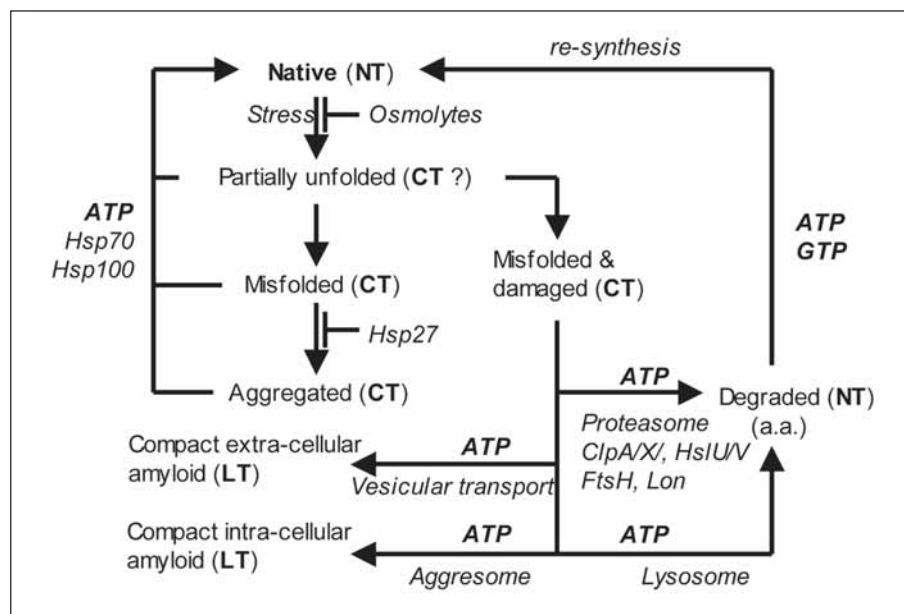 re-synthesis
Native (NT)
Stress
Osmolytes
Partially unfolded (CT ?)
ATP
Hsp70
Hsp100
ATP
GTP
Misfolded &
damaged (CT)
Misfolded (CT)
Hsp27
Aggregated (CT)
ATP
Degraded (NT)
(a.a.)
Proteasome
ClpA/X/, HslU/V
FtsH, Lon
Compact extra-cellular
amyloid (LT)
ATP
Vesicular transport
Compact intra-cellular
amyloid (LT)
ATP
Aggresome
ATP
Lysosome